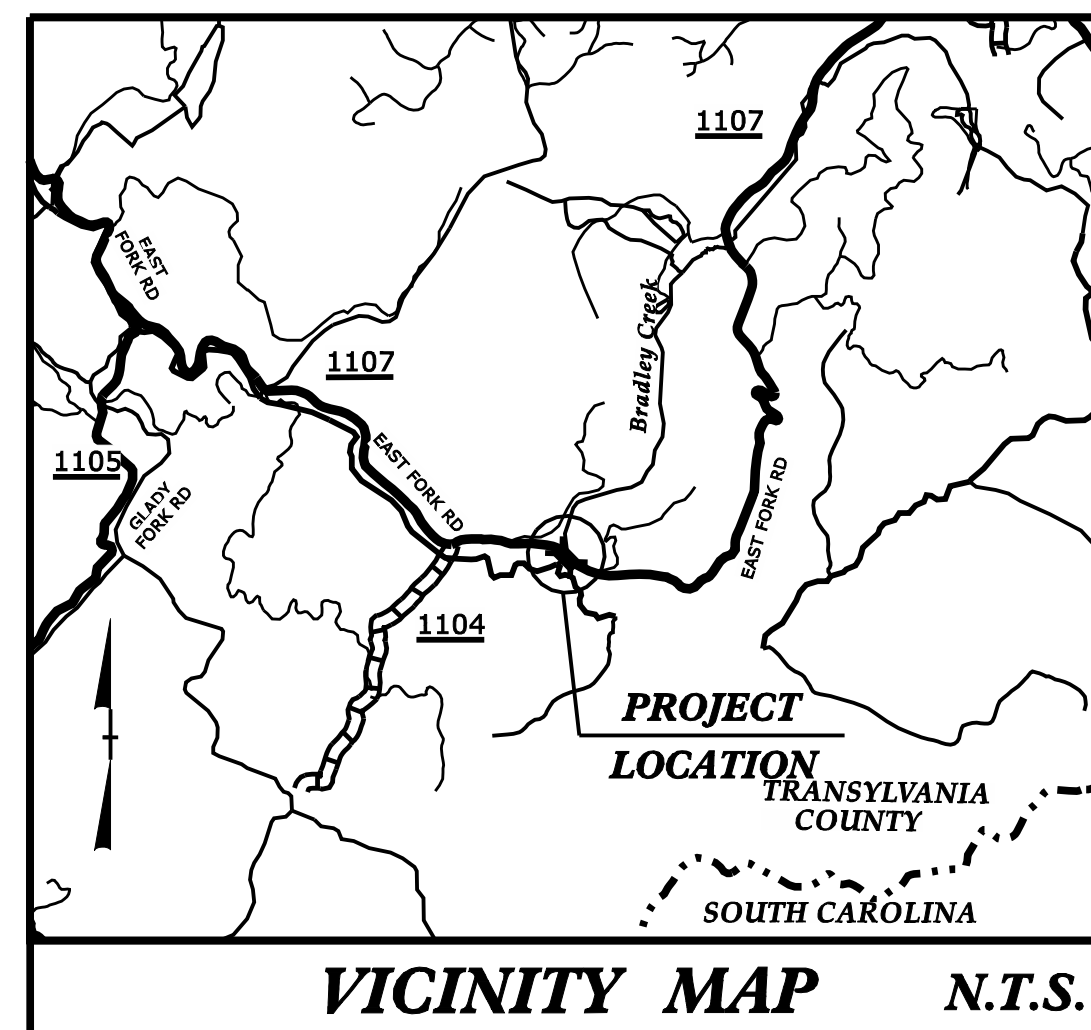 1107
EAST
FORK RD
Bradley Creek
1107
EAST FORK RD
1105
GLADY
FORK RD
EAST FORK RD
1104
PROJECT
LOCATION
TRANSYLVANIA
COUNTY
SOUTH CAROLINA
VICINITY MAP
N.T.S.